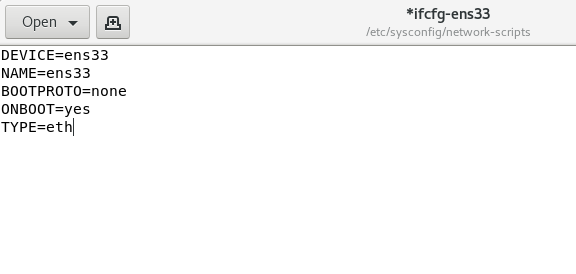 Open
*ifcfg-ens33
/etc/sysconfig/network-scripts
DEVICE=ens33
NAME=ens33
BOOTPROTO=none
ONBOOT=yes
TYPE=eth